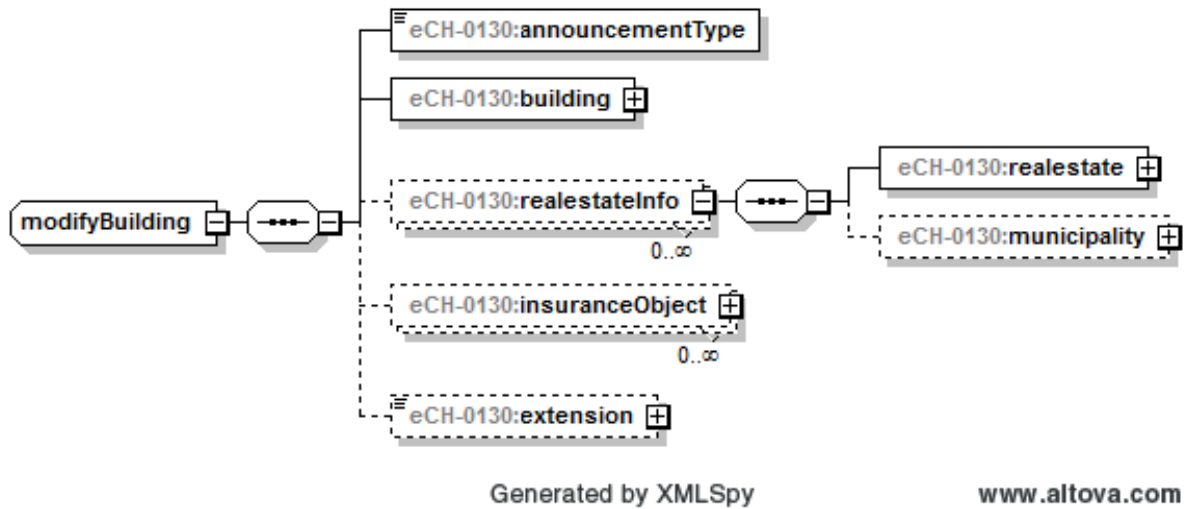 eCH-0130:announcementType
eCH-0130:building
eCH-0130:realestate
modifyBuilding
eCH-0130:realestateInfo
eCH-0130:municipality
0..∞
eCH-0130:insuranceObject
0..∞
eCH-0130:extension
Generated by XMLSpy
www.altova.com